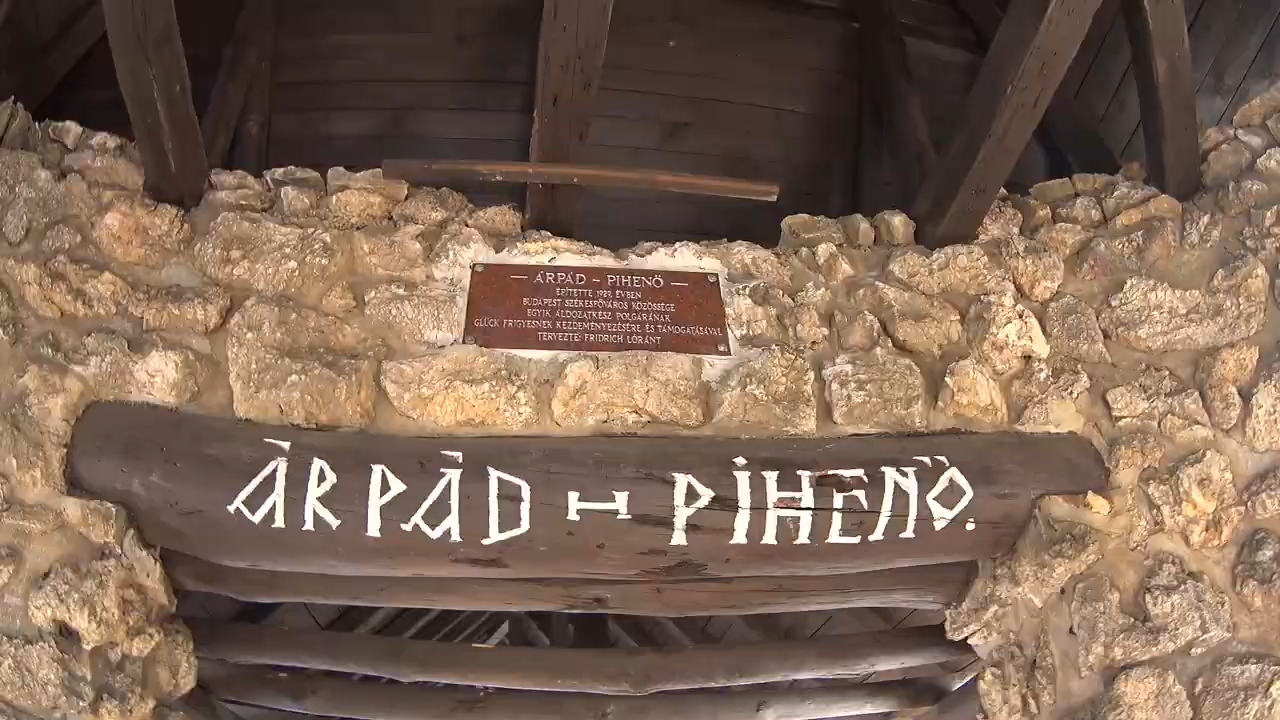 — ÁRPÁD - PIHENŐ —
ÉPÍTETTE 1929. ÉVBEN
BUDAPEST SZÉKESFŐVÁROS KÖZÖSSÉGE
EGYIK ÁLDOZATKÉSZ POLGÁRÁNAK
GLÜCK FRIGYESNEK KEZDEMÉNYEZÉSÉRE ÉS TÁMOGATÁSÁVAL
TERVEZTE: FRIDRICH LÓRÁNT
ÁRPÁD - PIHENŐ.